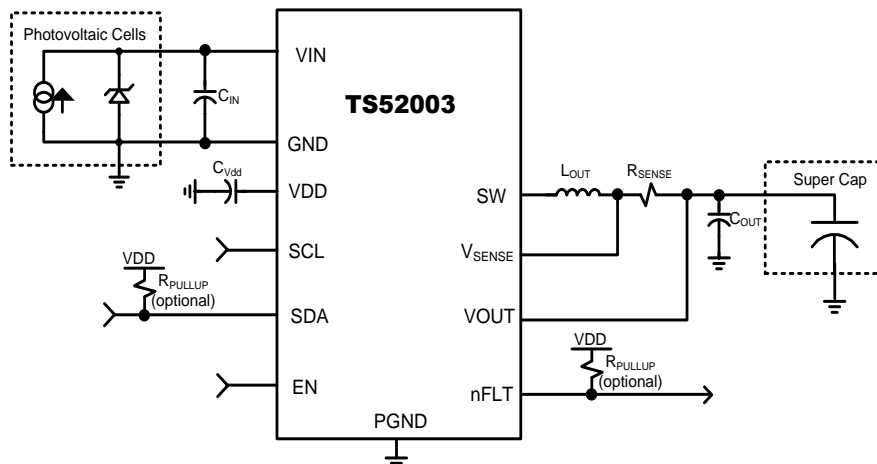 Photovoltaic Cells
VIN
C_IN
TS52003
GND
C_Vdd
VDD
SW
L_OUT
R_SENSE
Super Cap
C_OUT
SCL
V_SENSE
VDD
R_PULLUP
(optional)
SDA
VOUT
VDD
R_PULLUP
(optional)
EN
nFLT
PGND